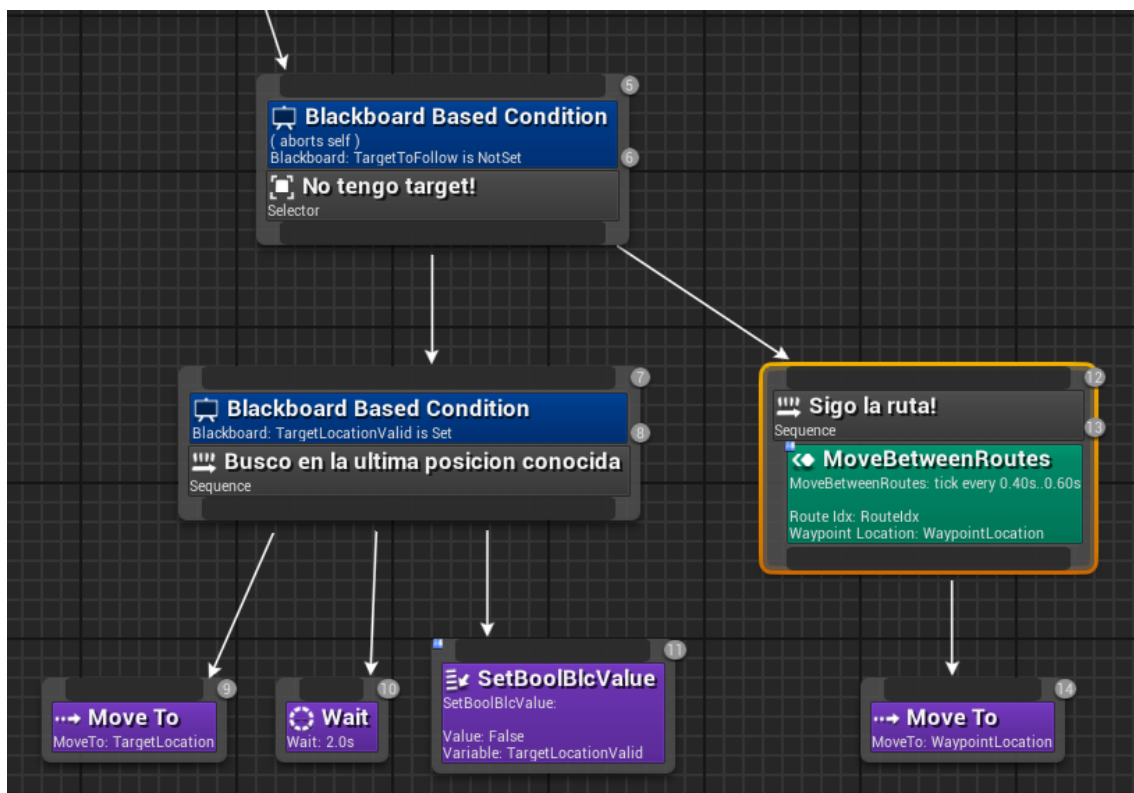 5
Blackboard Based Condition
( aborts self )
Blackboard: TargetToFollow is NotSet
6
No tengo target!
Selector
7
Blackboard Based Condition
Blackboard: TargetLocationValid is Set
8
Busco en la ultima posicion conocida
Sequence
12
Sigo la ruta!
Sequence
13
MoveBetweenRoutes
MoveBetweenRoutes: tick every 0.40s..0.60s
Route Idx: RouteIdx
Waypoint Location: WaypointLocation
9
Move To
MoveTo: TargetLocation
10
Wait
Wait: 2.0s
11
SetBoolBlcValue
SetBoolBlcValue:
Value: False
Variable: TargetLocationValid
14
Move To
MoveTo: WaypointLocation